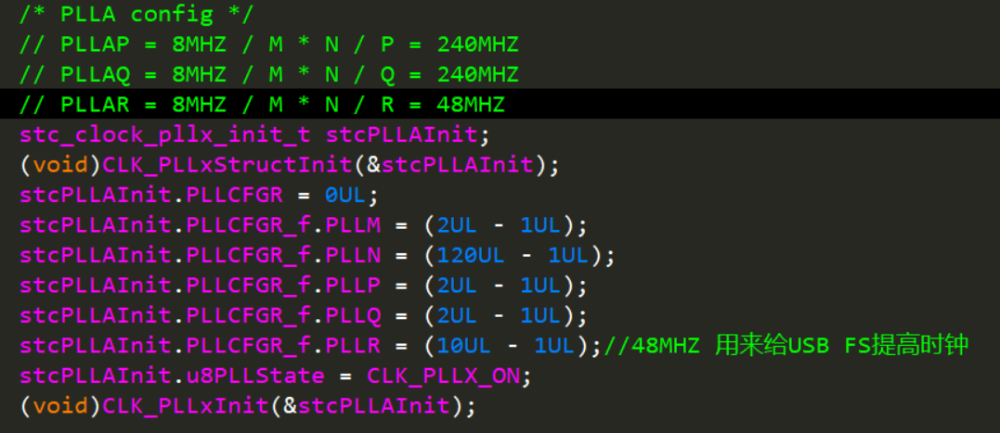 /* PLLA config */
// PLLAP = 8MHZ / M * N / P = 240MHZ
// PLLAQ = 8MHZ / M * N / Q = 240MHZ
// PLLAR = 8MHZ / M * N / R = 48MHZ
stc_clock_pllx_init_t stcPLLAInit;
(void)CLK_PLLxStructInit(&stcPLLAInit);
stcPLLAInit.PLLCFGR = 0UL;
stcPLLAInit.PLLCFGR_f.PLLM = (2UL - 1UL);
stcPLLAInit.PLLCFGR_f.PLLN = (120UL - 1UL);
stcPLLAInit.PLLCFGR_f.PLLP = (2UL - 1UL);
stcPLLAInit.PLLCFGR_f.PLLQ = (2UL - 1UL);
stcPLLAInit.PLLCFGR_f.PLLR = (10UL - 1UL);//48MHZ 用来给USB FS提高时钟
stcPLLAInit.u8PLLState = CLK_PLLX_ON;
(void)CLK_PLLxInit(&stcPLLAInit);